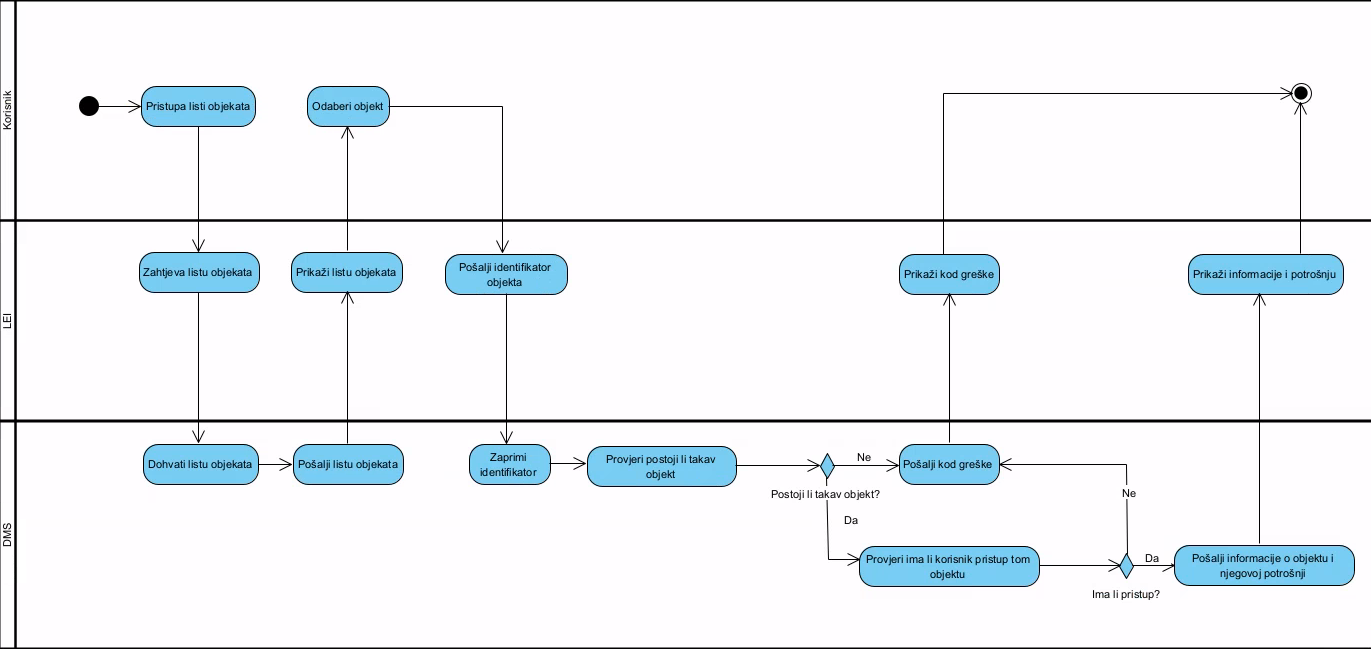 Korisnik
Pristupa listi objekata
Odaberi objekt
LEI
Zahtjeva listu objekata
Prikaži listu objekata
Pošalji identifikator
objekta
Prikaži kod greške
Prikaži informacije i potrošnju
DMS
Dohvati listu objekata
Pošalji listu objekata
Zaprimi
identifikator
Provjeri postoji li takav
objekt
Postoji li takav objekt?
Ne
Pošalji kod greške
Da
Provjeri ima li korisnik pristup tom
objektu
Ne
Ima li pristup?
Da
Pošalji informacije o objektu i
njegovoj potrošnji